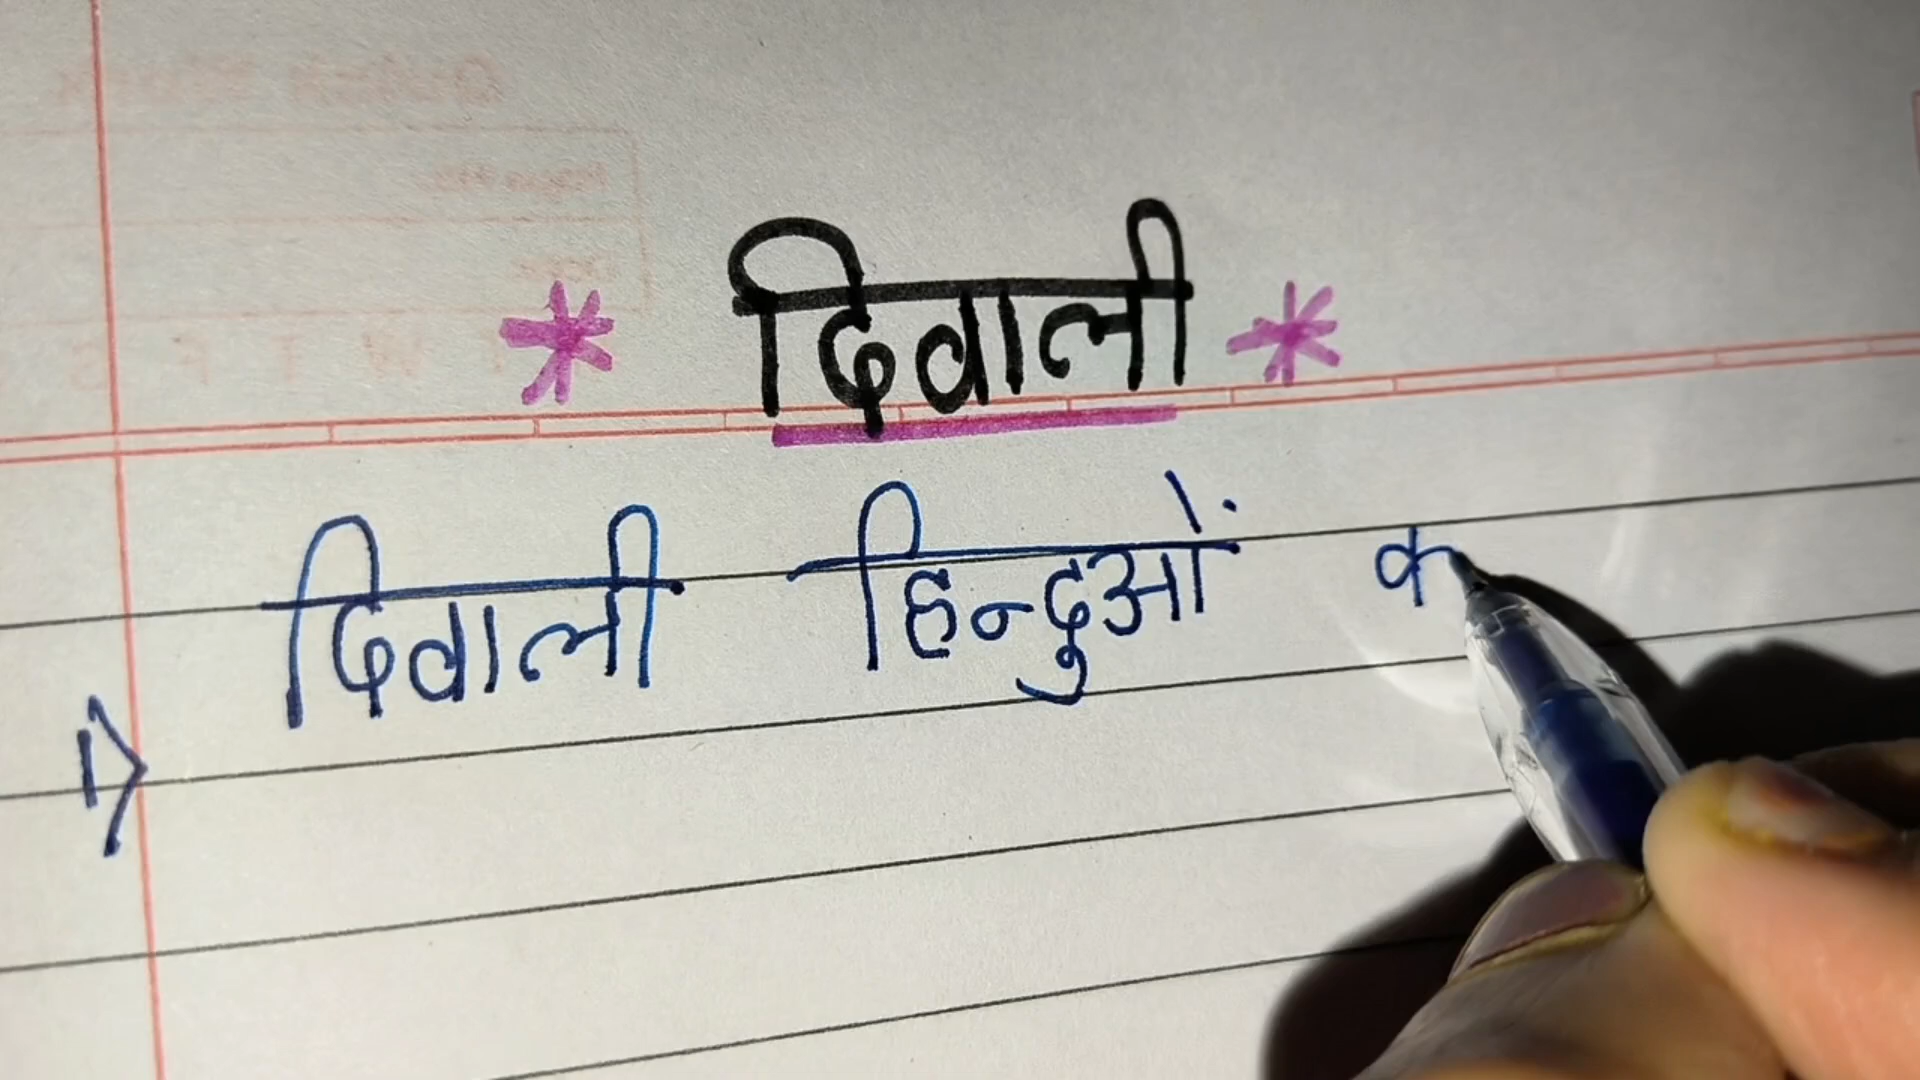 * दिवाली *
1) दिवाली हिन्दुओं क